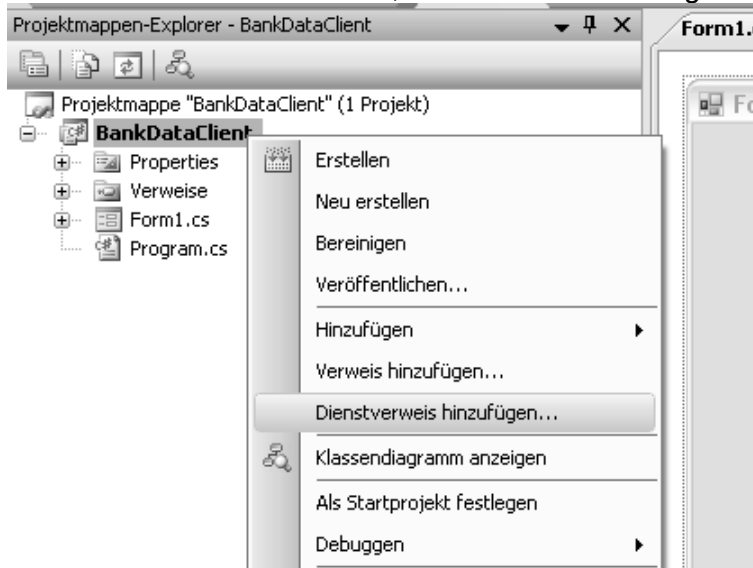 Projektmappen-Explorer - BankDataClient
Form1.
Projektmappe "BankDataClient" (1 Projekt)
BankDataClient
Properties
Verweise
Form1.cs
Program.cs
Erstellen
Neu erstellen
Bereinigen
Veröffentlichen...
Hinzufügen
Verweis hinzufügen...
Dienstverweis hinzufügen...
Klassendiagramm anzeigen
Als Startprojekt festlegen
Debuggen
Fo